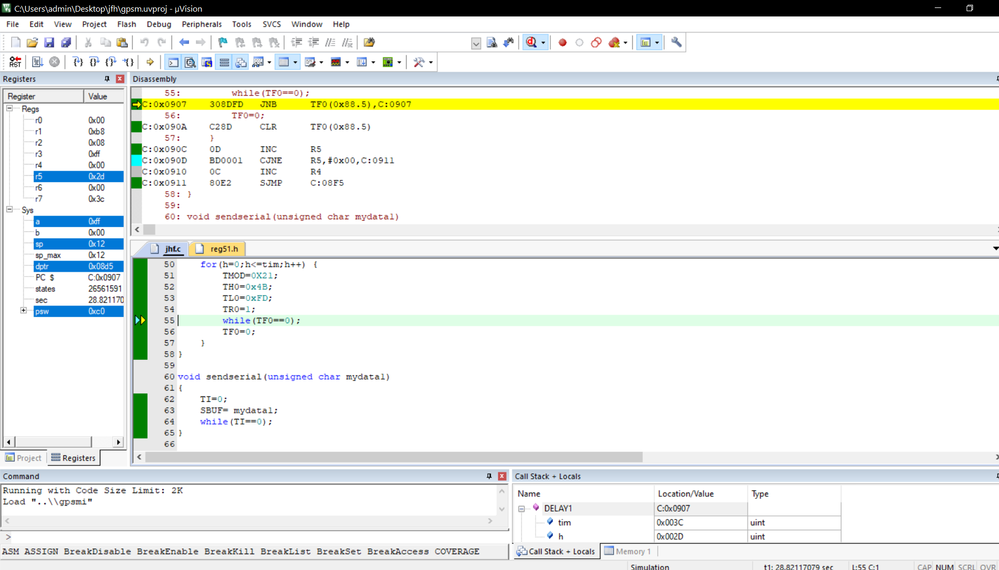 C:\Users\admin\Desktop\jfh\gpsm.uvproj - µVision
File Edit View Project Flash Debug Peripherals Tools SVCS Window Help
RST
Registers
Register Value
Regs
r0 0x00
r1 0xb8
r2 0x08
r3 0xff
r4 0x00
r5 0x2d
r6 0x00
r7 0x3c
Sys
a 0xff
b 0x00
sp 0x12
sp_max 0x12
dptr 0x08d5
PC $ C:0x0907
states 26561591
sec 28.821170
psw 0xc0
Project Registers
Disassembly
55: while(TF0==0);
C:0x0907 308DFD JNB TF0(0x88.5),C:0907
56: TF0=0;
C:0x090A C28D CLR TF0(0x88.5)
57: }
C:0x090C 0D INC R5
C:0x090D BD0001 CJNE R5,#0x00,C:0911
C:0x0910 0C INC R4
C:0x0911 80E2 SJMP C:08F5
58: }
59:
60: void sendserial(unsigned char mydata1)
jhf.c reg51.h
50 for(h=0;h<=tim;h++) {
51 TMOD=0X21;
52 TH0=0x4B;
53 TL0=0xFD;
54 TR0=1;
55 while(TF0==0);
56 TF0=0;
57 }
58 }
59
60 void sendserial(unsigned char mydata1)
61 {
62 TI=0;
63 SBUF= mydata1;
64 while(TI==0);
65 }
66
Command
Running with Code Size Limit: 2K
Load "..\\gpsmi"
>
ASM ASSIGN BreakDisable BreakEnable BreakKill BreakList BreakSet BreakAccess COVERAGE
Call Stack + Locals
Name Location/Value Type
DELAY1 C:0x0907
tim 0x003C uint
h 0x002D uint
Call Stack + Locals Memory 1
Simulation t1: 28.82117079 sec L:55 C:1 CAP NUM SCRL OVR